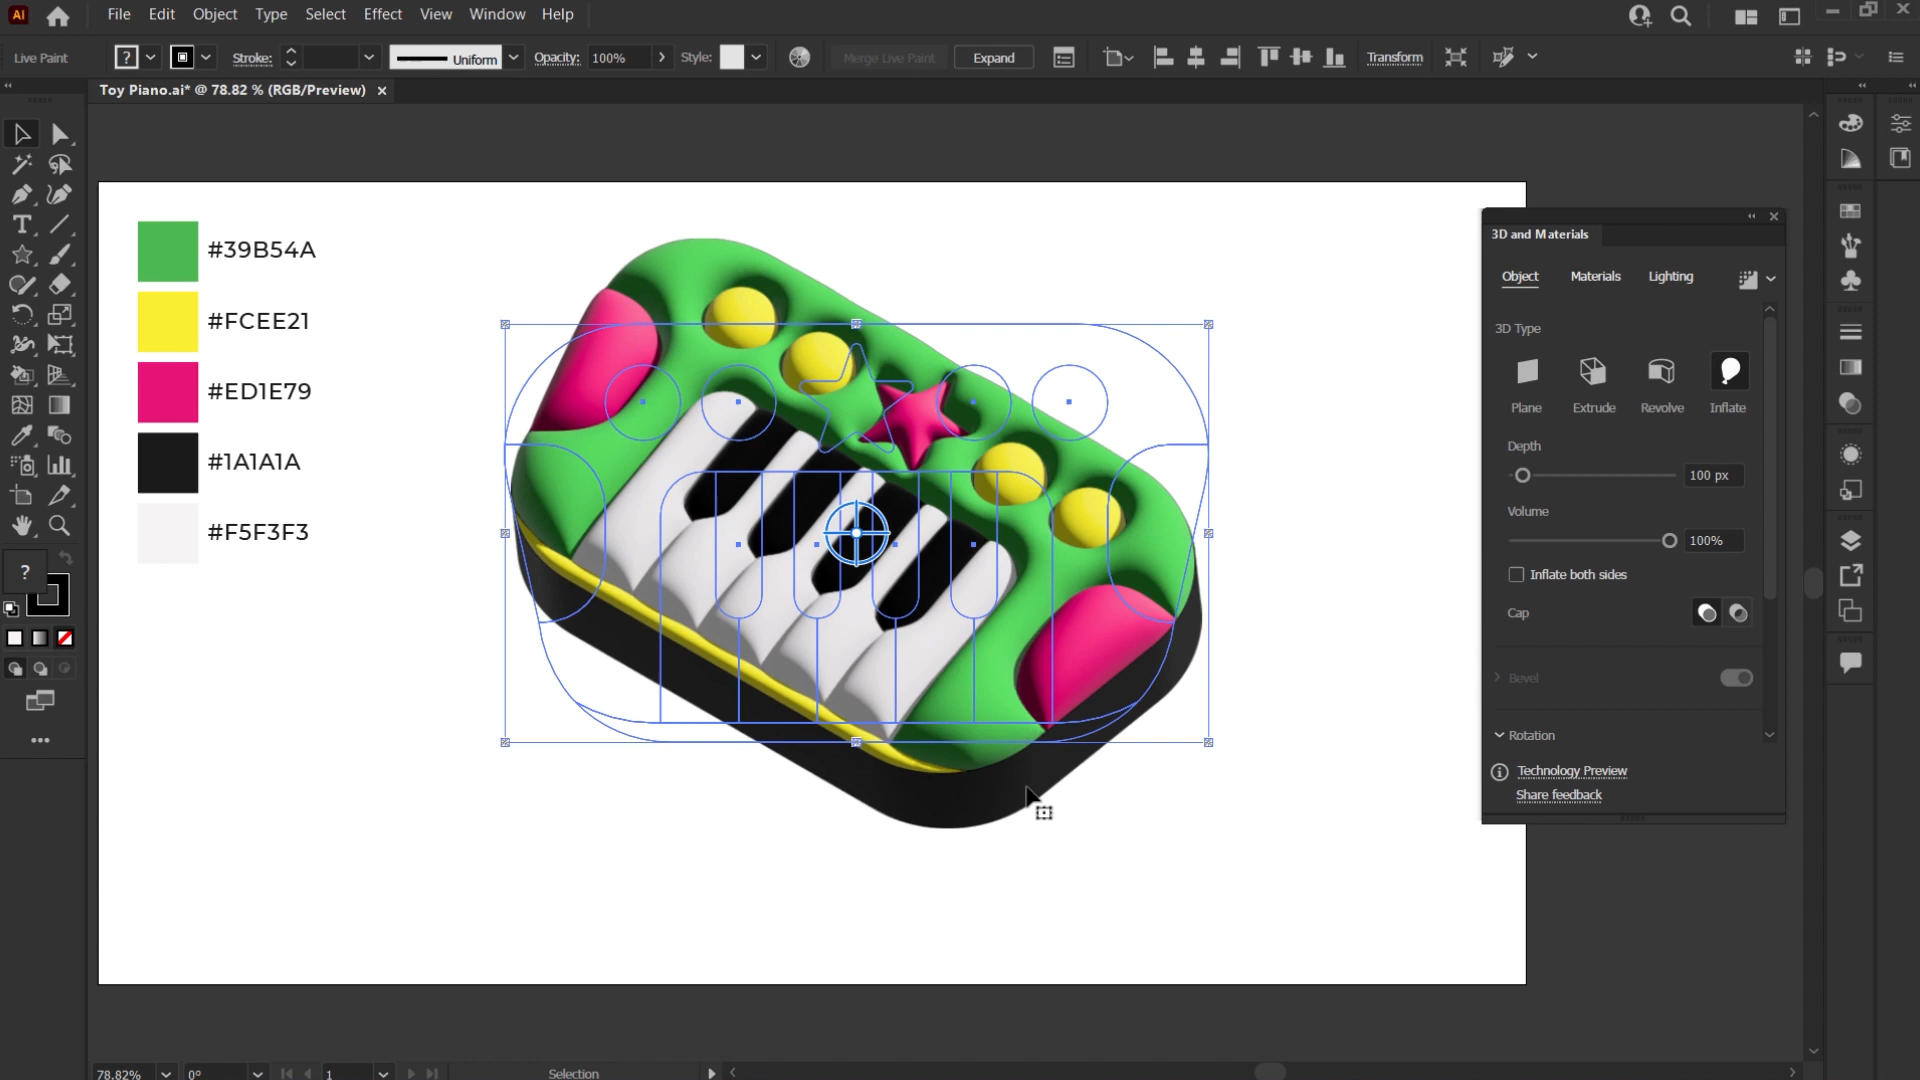 Ai File Edit Object Type Select Effect View Window Help
Live Paint ? Stroke: Uniform Opacity: 100% Style: Merge Live Paint Expand Transform
Toy Piano.ai* @ 78.82 % (RGB/Preview)
#39B54A
#FCEE21
#ED1E79
#1A1A1A
#F5F3F3
?
3D and Materials
Object Materials Lighting
3D Type
Plane Extrude Revolve Inflate
Depth
100 px
Volume
100%
Inflate both sides
Cap
Bevel
Rotation
Technology Preview
Share feedback
78.82% 0° 1 Selection